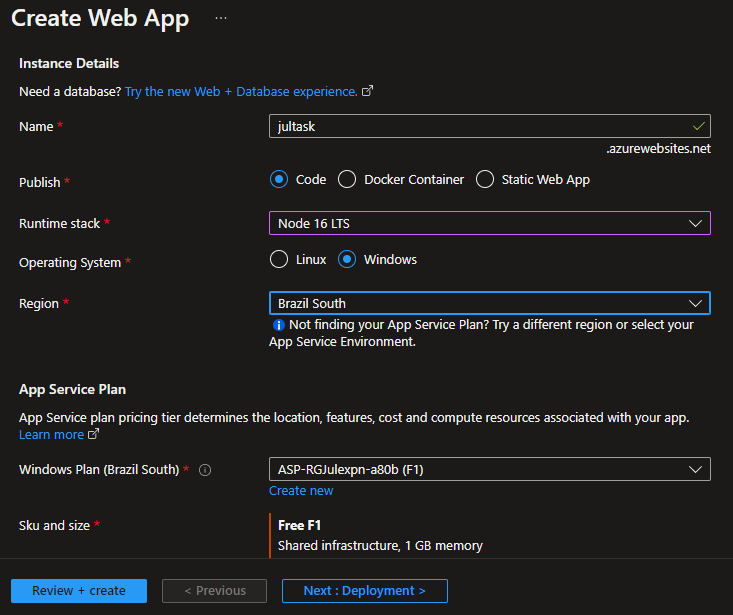 Create Web App ...
Instance Details
Need a database? Try the new Web + Database experience.
Name *
jultask
.azurewebsites.net
Publish *
Code
Docker Container
Static Web App
Runtime stack *
Node 16 LTS
Operating System *
Linux
Windows
Region *
Brazil South
Not finding your App Service Plan? Try a different region or select your
App Service Environment.
App Service Plan
App Service plan pricing tier determines the location, features, cost and compute resources associated with your app.
Learn more
Windows Plan (Brazil South) *
ASP-RGJulexpn-a80b (F1)
Create new
Sku and size *
Free F1
Shared infrastructure, 1 GB memory
Review + create
< Previous
Next : Deployment >